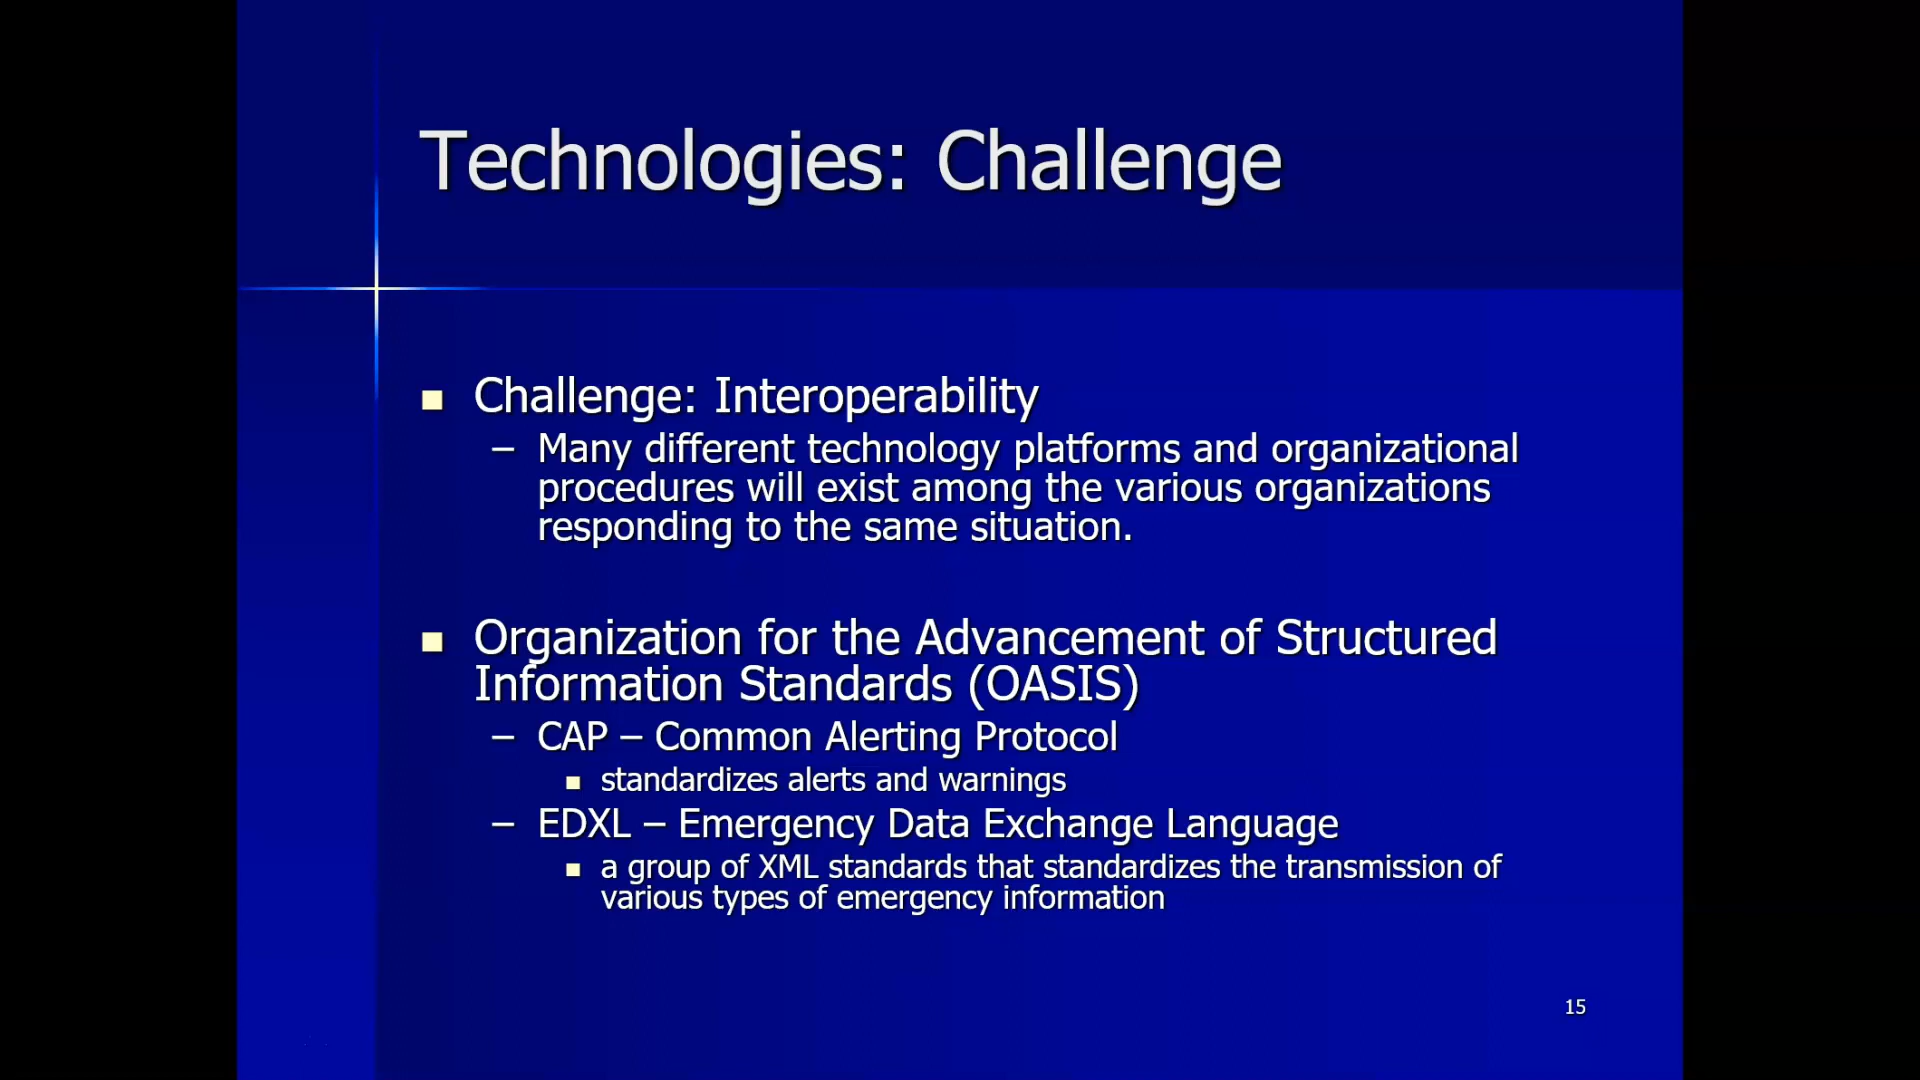 Technologies: Challenge
■ Challenge: Interoperability
– Many different technology platforms and organizational
procedures will exist among the various organizations
responding to the same situation.
■ Organization for the Advancement of Structured
Information Standards (OASIS)
– CAP – Common Alerting Protocol
■ standardizes alerts and warnings
– EDXL – Emergency Data Exchange Language
■ a group of XML standards that standardizes the transmission of
various types of emergency information
15